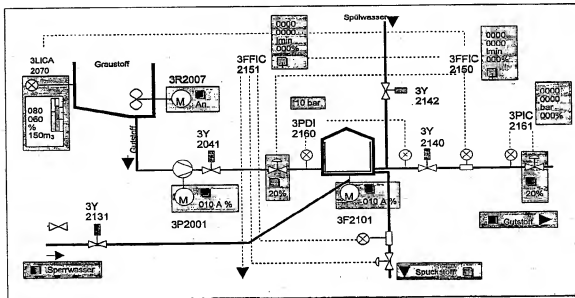 3LICA
2070
Graustoff
3R2007
M
An
080
060
%
150m3
Gutstoff
3FFIC
2151
0000
0000
lmin
000%
Spülwasser
3FFIC
2150
0000
0000
lmin
000%
0000
0000
bar
000%
3PIC
2161
3Y
2142
10 bar
3PDI
2160
3Y
2140
3Y
2041
20%
20%
M
010 A %
3P2001
M
010 A %
3F2101
3Y
2131
Gutstoff
Sperrwasser
Spuckstoff